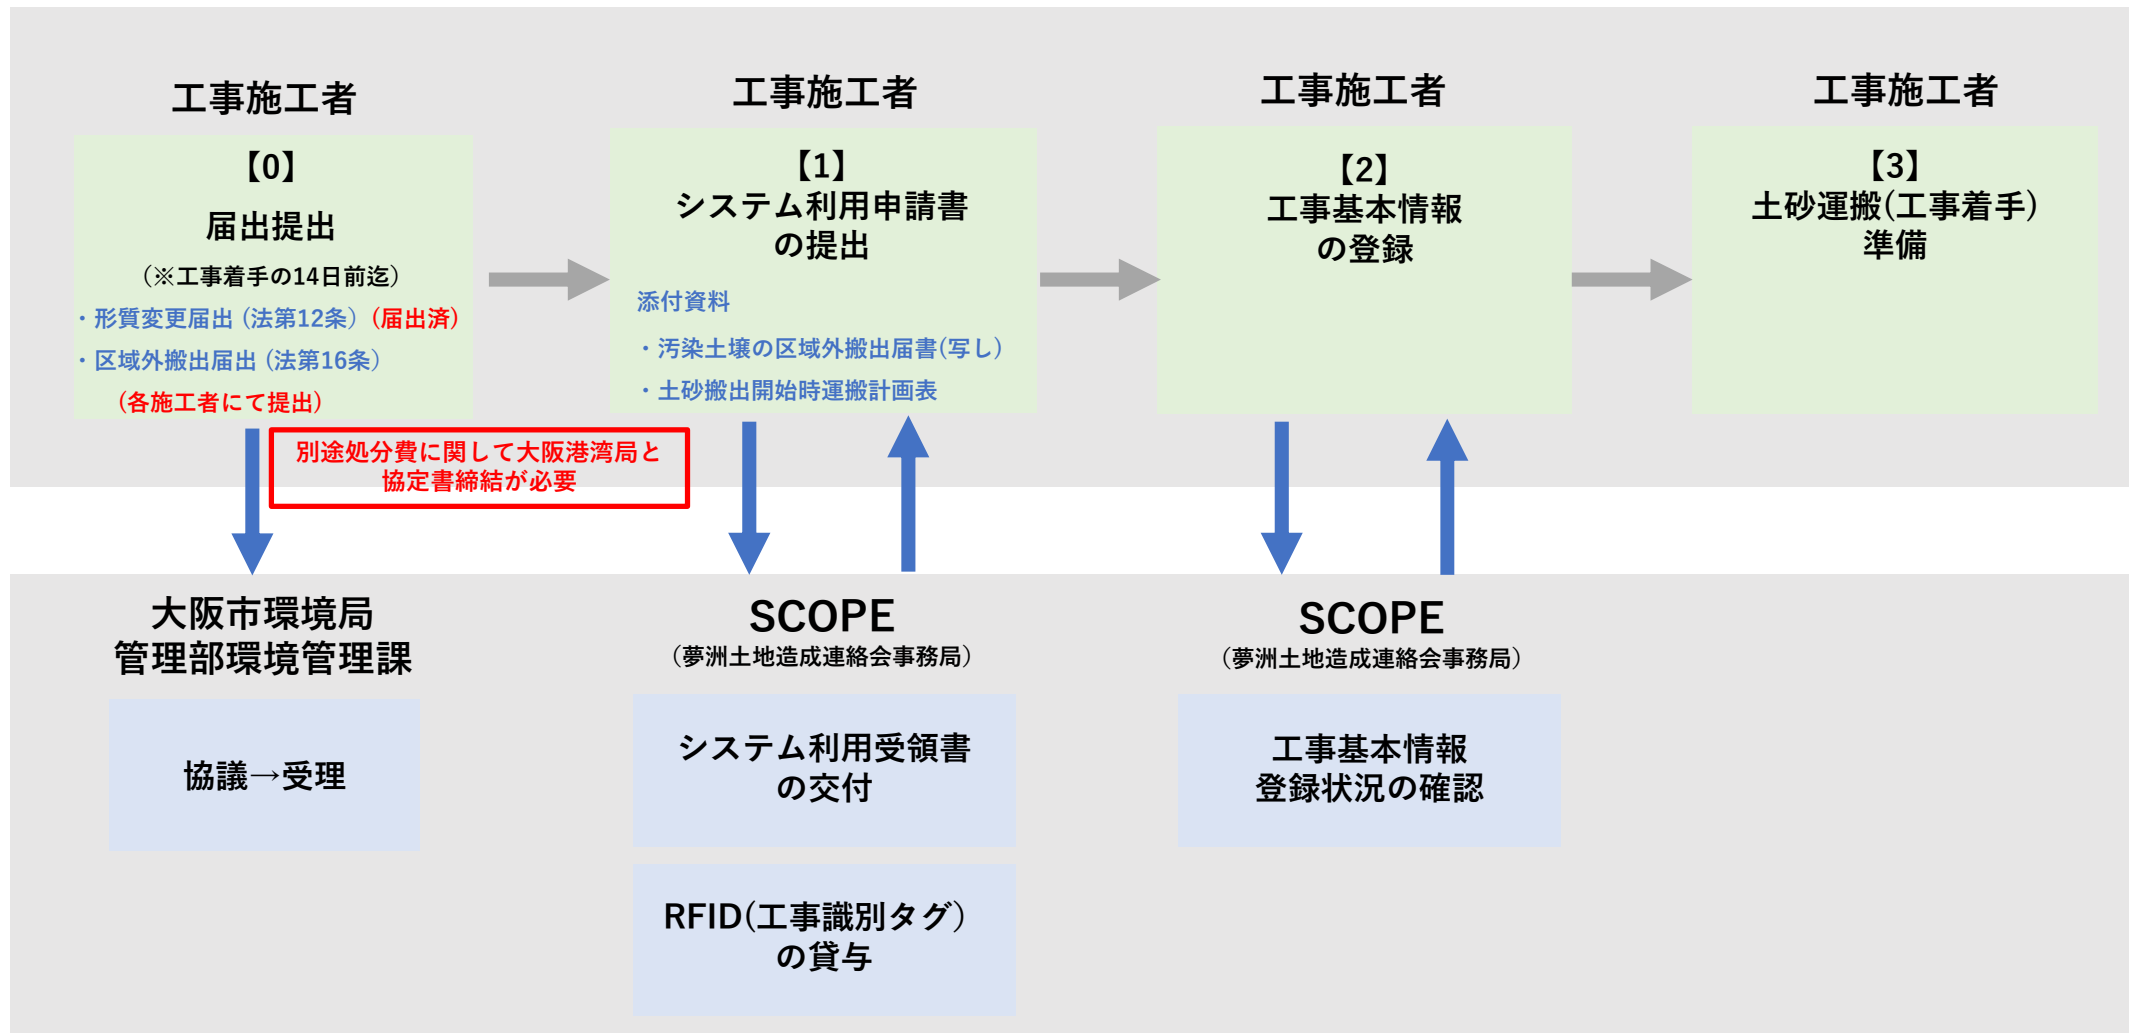 工事施工者
【0】
届出提出
（※工事着手の14日前迄）
・形質変更届出（法第12条）（届出済）
・区域外搬出届出（法第16条）
（各施工者にて提出）
別途処分費に関して大阪港湾局と
協定書締結が必要
工事施工者
【1】
システム利用申請書
の提出
添付資料
・汚染土壌の区域外搬出届書(写し）
・土砂搬出開始時運搬計画表
工事施工者
【2】
工事基本情報
の登録
工事施工者
【3】
土砂運搬(工事着手）
準備
大阪市環境局
管理部環境管理課
協議→受理
SCOPE
（夢洲土地造成連絡会事務局）
システム利用受領書
の交付
RFID(工事識別タグ）
の貸与
SCOPE
（夢洲土地造成連絡会事務局）
工事基本情報
登録状況の確認